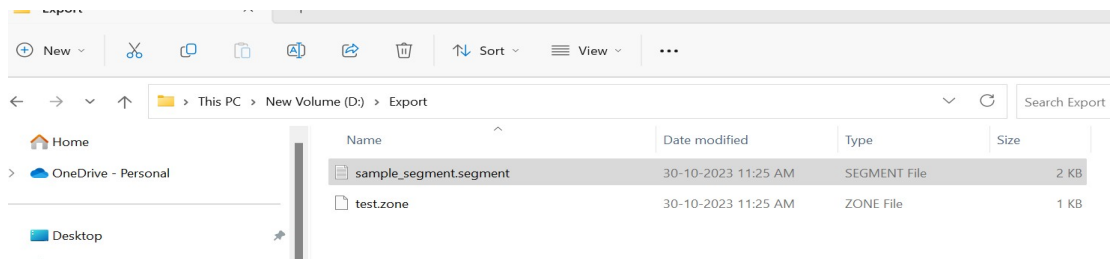 Export
New
Sort
View
This PC > New Volume (D:) > Export
Search Export
Home
OneDrive - Personal
Desktop
Name Date modified Type Size
sample_segment.segment 30-10-2023 11:25 AM SEGMENT File 2 KB
test.zone 30-10-2023 11:25 AM ZONE File 1 KB